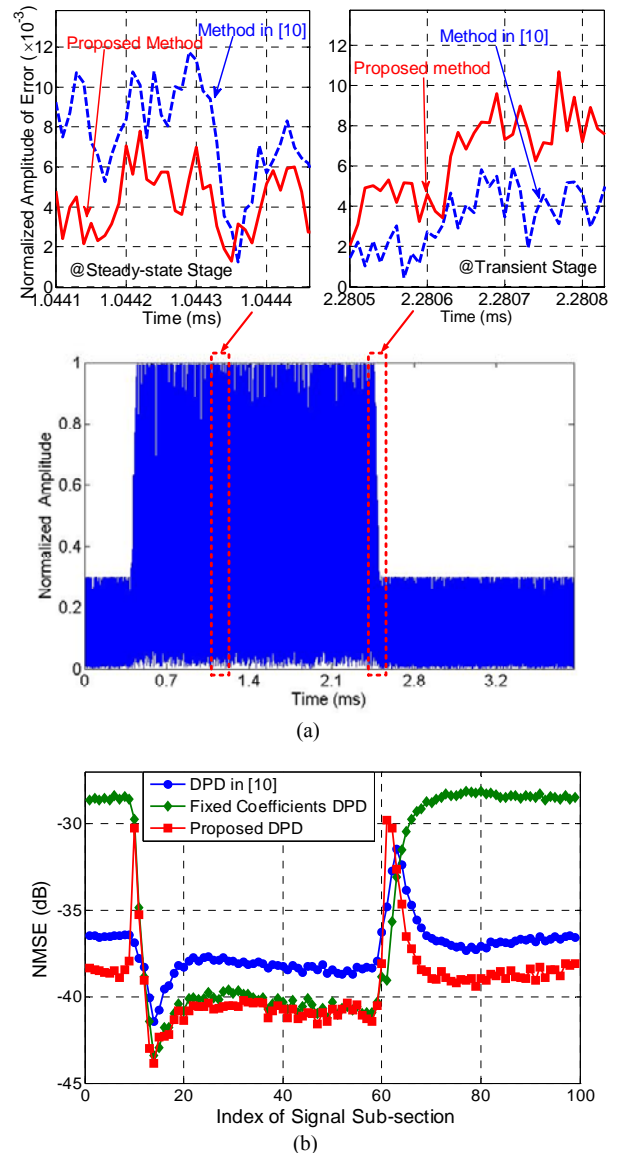 Normalized Amplitude of Error (×10⁻³)
12
10
8
6
4
2
0
Proposed Method
Method in [10]
@Steady-state Stage
1.0441 1.0442 1.0443 1.0444
Time (ms)
12
10
8
6
4
2
0
Method in [10]
Proposed method
@Transient Stage
2.2805 2.2806 2.2807 2.2808
Time (ms)
Normalized Amplitude
1
0.8
0.6
0.4
0.2
0
0 0.7 1.4 2.1 2.8 3.2
Time (ms)
(a)
NMSE (dB)
-30
-35
-40
-45
DPD in [10]
Fixed Coefficients DPD
Proposed DPD
0 20 40 60 80 100
Index of Signal Sub-section
(b)